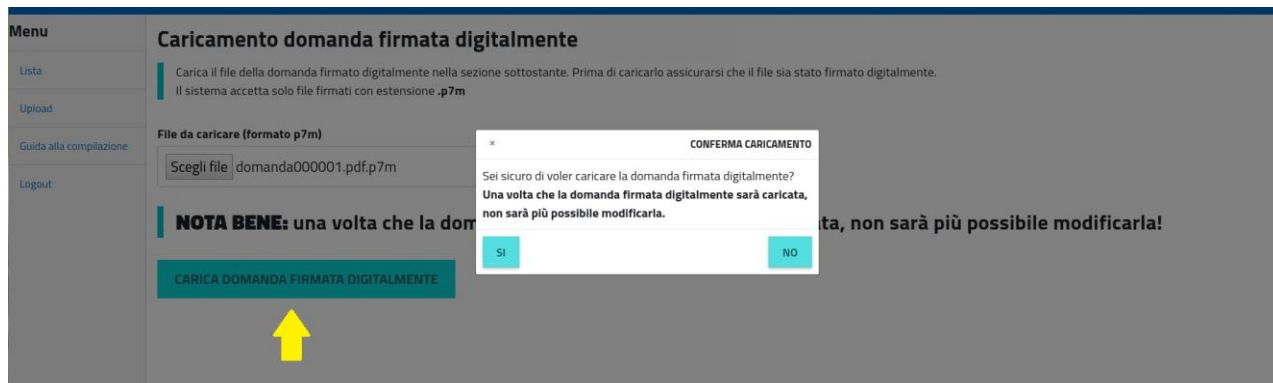 Menu
Lista
Upload
Guida alla compilazione
Logout
Caricamento domanda firmata digitalmente
Carica il file della domanda firmato digitalmente nella sezione sottostante. Prima di caricarlo assicurarsi che il file sia stato firmato digitalmente.
Il sistema accetta solo file firmati con estensione .p7m
File da caricare (formato p7m)
Scegli file domanda000001.pdf.p7m
NOTA BENE: una volta che la dom
ta, non sarà più possibile modificarla!
CARICA DOMANDA FIRMATA DIGITALMENTE
× CONFERMA CARICAMENTO
Sei sicuro di voler caricare la domanda firmata digitalmente?
Una volta che la domanda firmata digitalmente sarà caricata,
non sarà più possibile modificarla.
SI NO